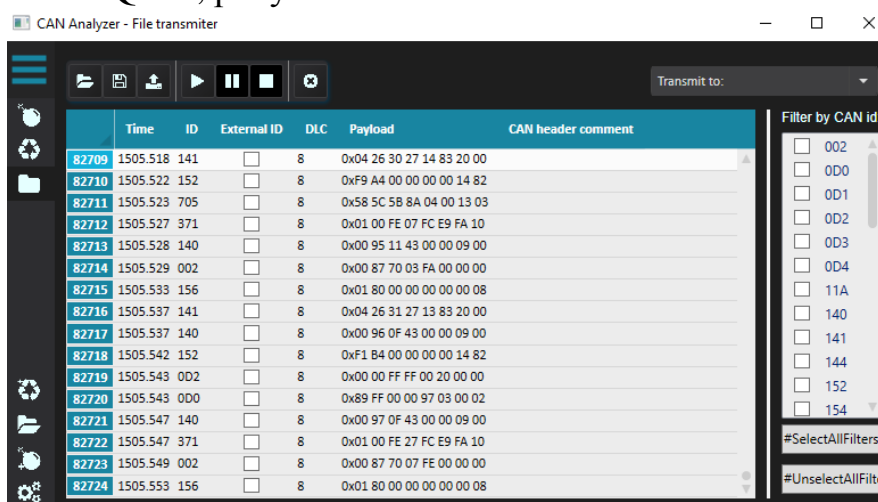 CAN Analyzer - File transmiter
Transmit to:
Time ID External ID DLC Payload CAN header comment
82709 1505.518 141 8 0x04 26 30 27 14 83 20 00
82710 1505.522 152 8 0xF9 A4 00 00 00 00 14 82
82711 1505.523 705 8 0x58 5C 5B 8A 04 00 13 03
82712 1505.527 371 8 0x01 00 FE 07 FC E9 FA 10
82713 1505.528 140 8 0x00 95 11 43 00 00 09 00
82714 1505.529 002 8 0x00 87 70 03 FA 00 00 00
82715 1505.533 156 8 0x01 80 00 00 00 00 00 08
82716 1505.537 141 8 0x04 26 31 27 13 83 20 00
82717 1505.537 140 8 0x00 96 0F 43 00 00 09 00
82718 1505.542 152 8 0xF1 B4 00 00 00 00 14 82
82719 1505.543 0D2 8 0x00 00 FF FF 00 20 00 00
82720 1505.543 0D0 8 0x89 FF 00 00 97 03 00 02
82721 1505.547 140 8 0x00 97 0F 43 00 00 09 00
82722 1505.547 371 8 0x01 00 FE 27 FC E9 FA 10
82723 1505.549 002 8 0x00 87 70 07 FE 00 00 00
82724 1505.553 156 8 0x01 80 00 00 00 00 00 08
Filter by CAN id
002
0D0
0D1
0D2
0D3
0D4
11A
140
141
144
152
154
#SelectAllFilters
#UnselectAllFilt